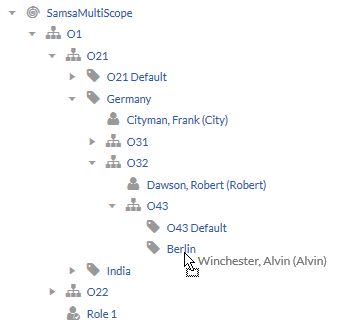 SamsaMultiScope
O1
O21
O21 Default
Germany
Cityman, Frank (City)
O31
O32
Dawson, Robert (Robert)
O43
O43 Default
Berlin
Winchester, Alvin (Alvin)
India
O22
Role 1